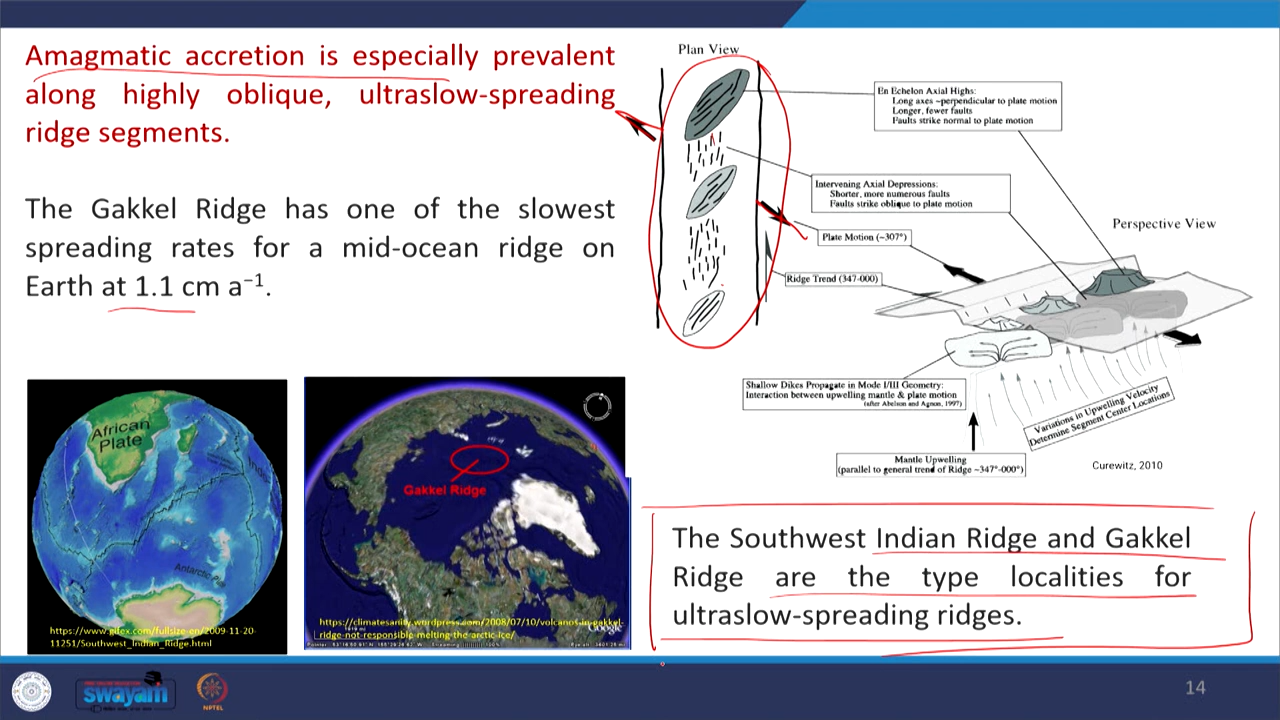 Amagmatic accretion is especially prevalent
along highly oblique, ultraslow-spreading
ridge segments.
The Gakkel Ridge has one of the slowest
spreading rates for a mid-ocean ridge on
Earth at 1.1 cm a⁻¹.
Plan View
En Echelon Axial Highs:
Long axes ~perpendicular to plate motion
Longer, fewer faults
Faults strike normal to plate motion
Intervening Axial Depressions:
Shorter, more numerous faults
Faults strike oblique to plate motion
Perspective View
Plate Motion (~307°)
Ridge Trend (347-000)
Shallow Dikes Propagate in Mode I/III Geometry:
Interaction between upwelling mantle & plate motion
(after Abelson and Agnon, 1997)
Variations in Upwelling Velocity
Determine Segment Center Locations
Mantle Upwelling
(parallel to general trend of Ridge ~347°-000°)
Curewitz, 2010
African
Plate
Antarctic
https://www.gifex.com/fullsize-en/2009-11-20-
11251/Southwest_Indian_Ridge.html
Gakkel Ridge
https://climatesanity.wordpress.com/2008/07/10/volcanos-in-gakkel-
ridge-not-responsible-melting-the-arctic-ice/
Google
The Southwest Indian Ridge and Gakkel
Ridge are the type localities for
ultraslow-spreading ridges.
swayam
NPTEL
14